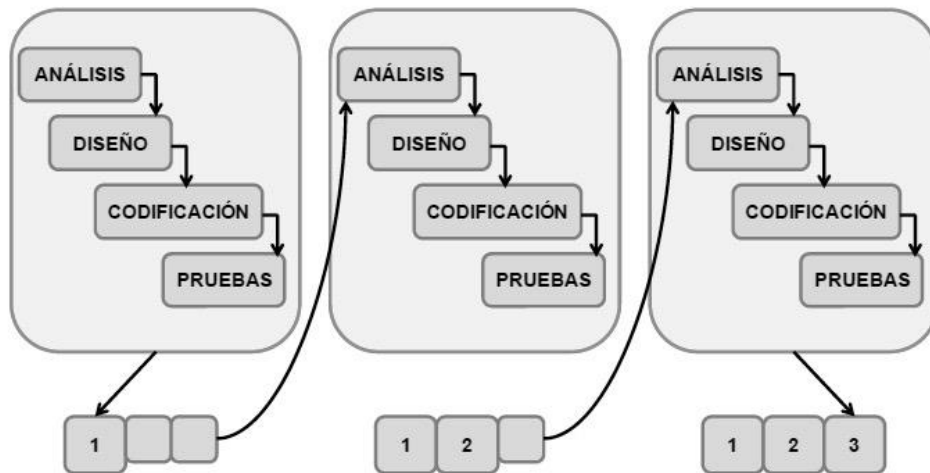 ANÁLISIS
DISEÑO
CODIFICACIÓN
PRUEBAS
ANÁLISIS
DISEÑO
CODIFICACIÓN
PRUEBAS
ANÁLISIS
DISEÑO
CODIFICACIÓN
PRUEBAS
1
1 2
1 2 3